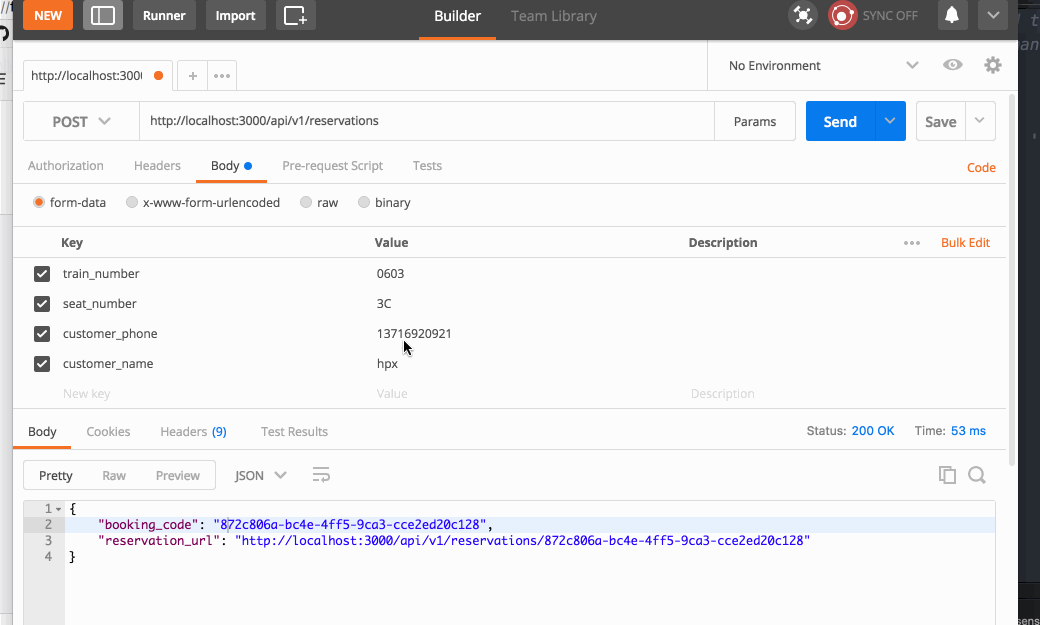 NEW Runner Import Builder Team Library SYNC OFF
http://localhost:300 No Environment
POST http://localhost:3000/api/v1/reservations Params Send Save
Authorization Headers Body Pre-request Script Tests Code
form-data x-www-form-urlencoded raw binary
Key Value Description Bulk Edit
train_number 0603
seat_number 3C
customer_phone 13716920921
customer_name hpx
New key Value Description
Body Cookies Headers (9) Test Results Status: 200 OK Time: 53 ms
Pretty Raw Preview JSON
1 {
2 "booking_code": "872c806a-bc4e-4ff5-9ca3-cce2ed20c128",
3 "reservation_url": "http://localhost:3000/api/v1/reservations/872c806a-bc4e-4ff5-9ca3-cce2ed20c128"
4 }